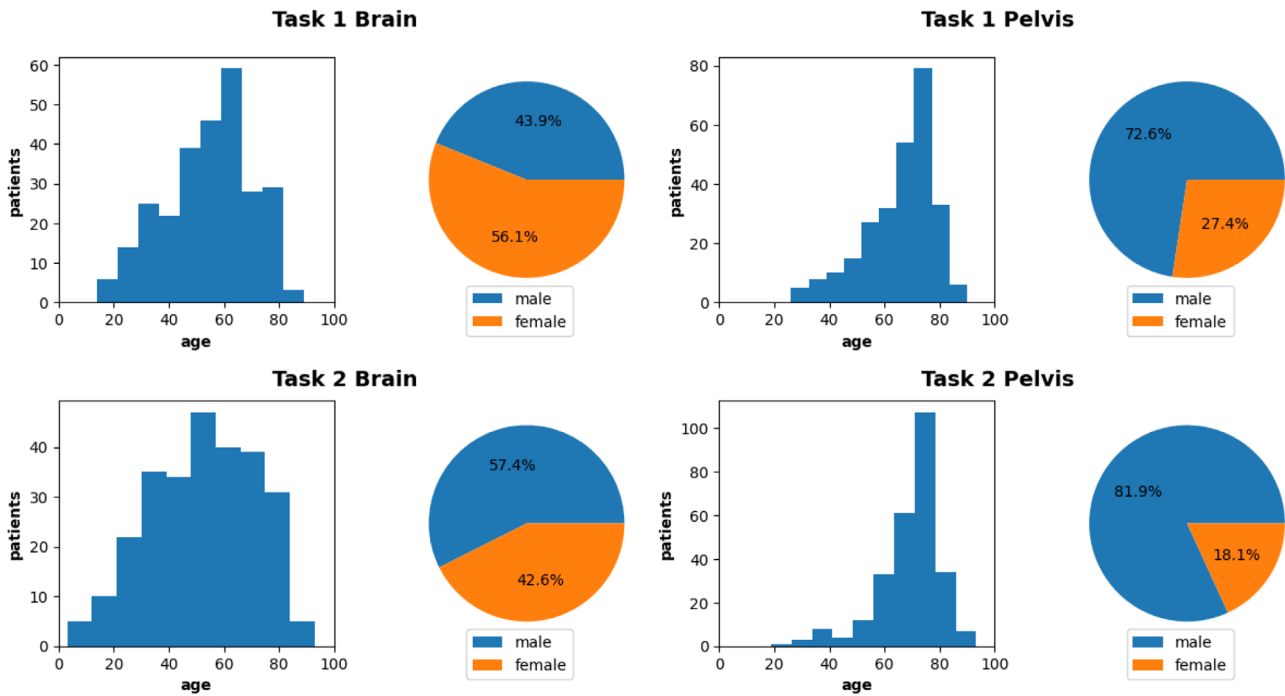 Task 1 Brain
60
50
40
30
20
10
0
patients
0 20 40 60 80 100
age
43.9%
56.1%
male
female
Task 1 Pelvis
80
60
40
20
0
patients
0 20 40 60 80 100
age
72.6%
27.4%
male
female
Task 2 Brain
40
30
20
10
0
patients
0 20 40 60 80 100
age
57.4%
42.6%
male
female
Task 2 Pelvis
100
80
60
40
20
0
patients
0 20 40 60 80 100
age
81.9%
18.1%
male
female